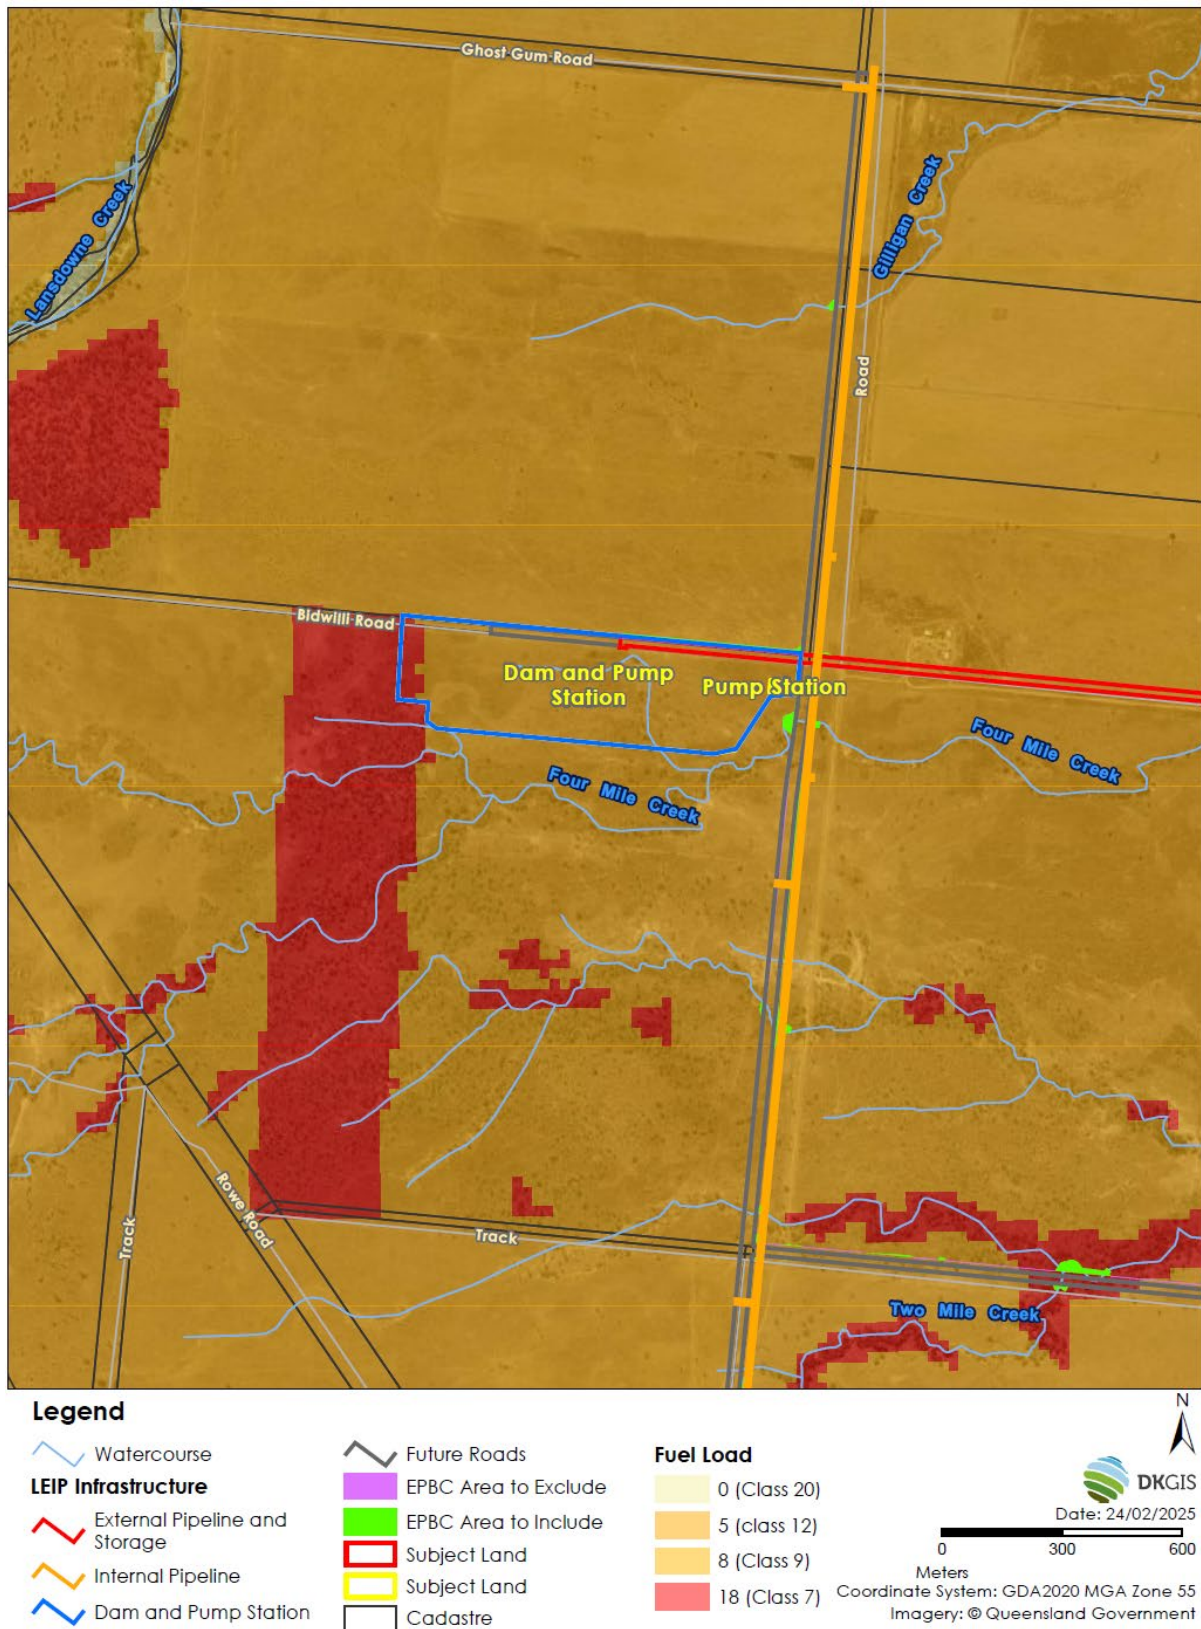 Ghost Gum Road
Lansdowne Creek
Gilligan Creek
Road
Bidwilli Road
Dam and Pump
Station
Pump Station
Four Mile Creek
Four Mile Creek
Rowe Road
Track
Track
Two Mile Creek
Legend
Watercourse
LEIP Infrastructure
External Pipeline and
Storage
Internal Pipeline
Dam and Pump Station
Future Roads
EPBC Area to Exclude
EPBC Area to Include
Subject Land
Subject Land
Cadastre
Fuel Load
0 (Class 20)
5 (class 12)
8 (Class 9)
18 (Class 7)
N
DKGIS
Date: 24/02/2025
0 300 600
Meters
Coordinate System: GDA2020 MGA Zone 55
Imagery: © Queensland Government